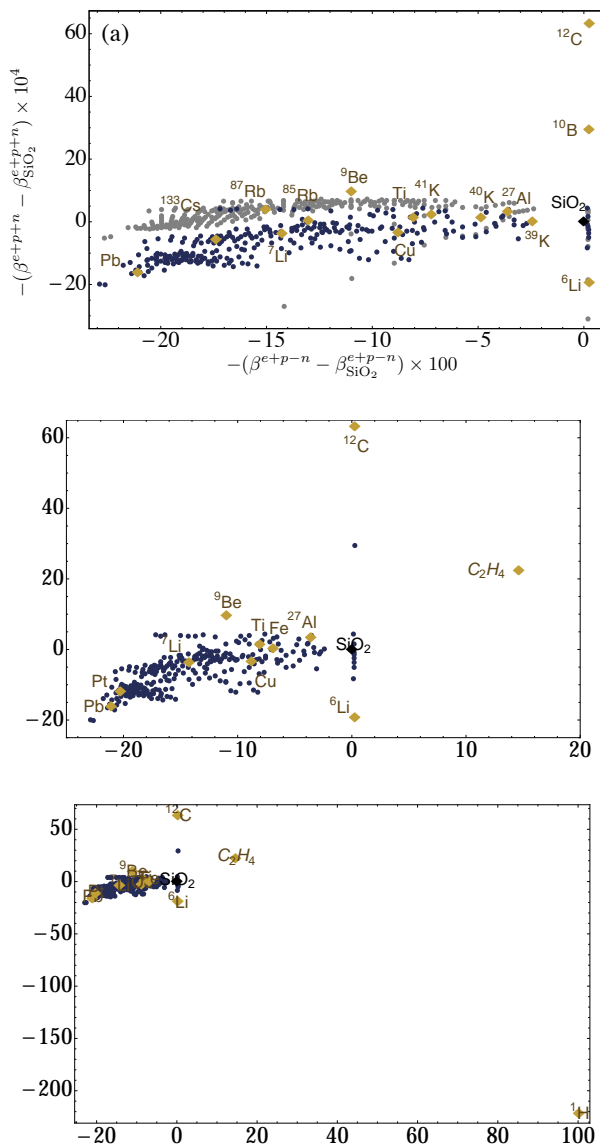 (a)
60
40
20
0
−20
−20
−15
−10
−5
0
−(β^{e+p+n} − β^{e+p+n}_{SiO₂}) × 10⁴
−(β^{e+p−n} − β^{e+p−n}_{SiO₂}) × 100
¹²C
¹⁰B
⁹Be
⁸⁷Rb
⁸⁵Rb
¹³³Cs
Ti
⁴¹K
⁴⁰K
²⁷Al
SiO₂
³⁹K
Cu
⁷Li
Pb
⁶Li
60
40
20
0
−20
−20
−10
0
10
20
¹²C
C₂H₄
⁹Be
²⁷Al
Ti Fe
⁷Li
SiO₂
Cu
Pt
Pb
⁶Li
50
0
−50
−100
−150
−200
−20
0
20
40
60
80
100
¹²C
C₂H₄
⁹Be
SiO₂
⁶Li
¹H